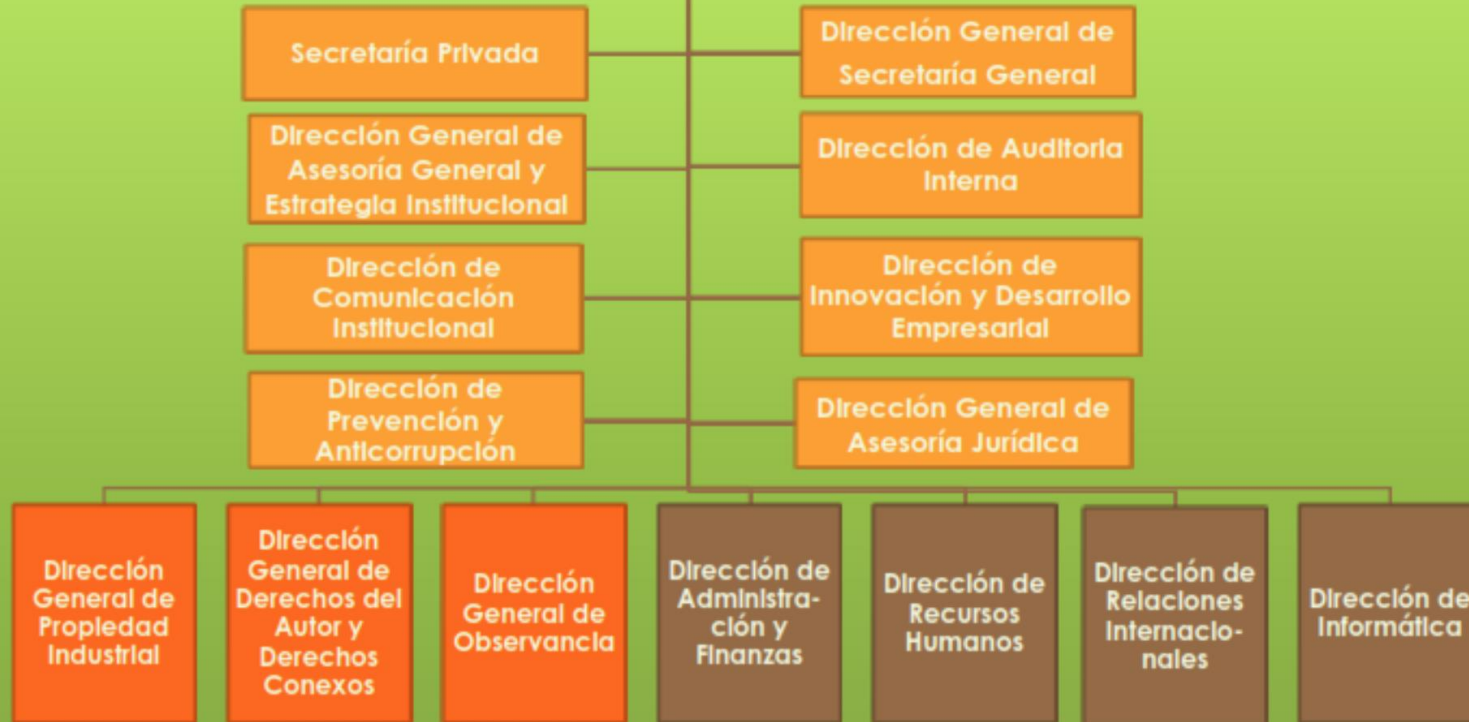 Secretaría Privada
Dirección General de
Secretaría General
Dirección General de
Asesoría General y
Estrategia Institucional
Dirección de Auditoria
Interna
Dirección de
Comunicación
Institucional
Dirección de
Innovación y Desarrollo
Empresarial
Dirección de
Prevención y
Anticorrupción
Dirección General de
Asesoría Jurídica
Dirección
General de
Propiedad
Industrial
Dirección
General de
Derechos del
Autor y
Derechos
Conexos
Dirección
General de
Observancia
Dirección de
Administra-
ción y
Finanzas
Dirección de
Recursos
Humanos
Dirección de
Relaciones
Internacio-
nales
Dirección de
Informática